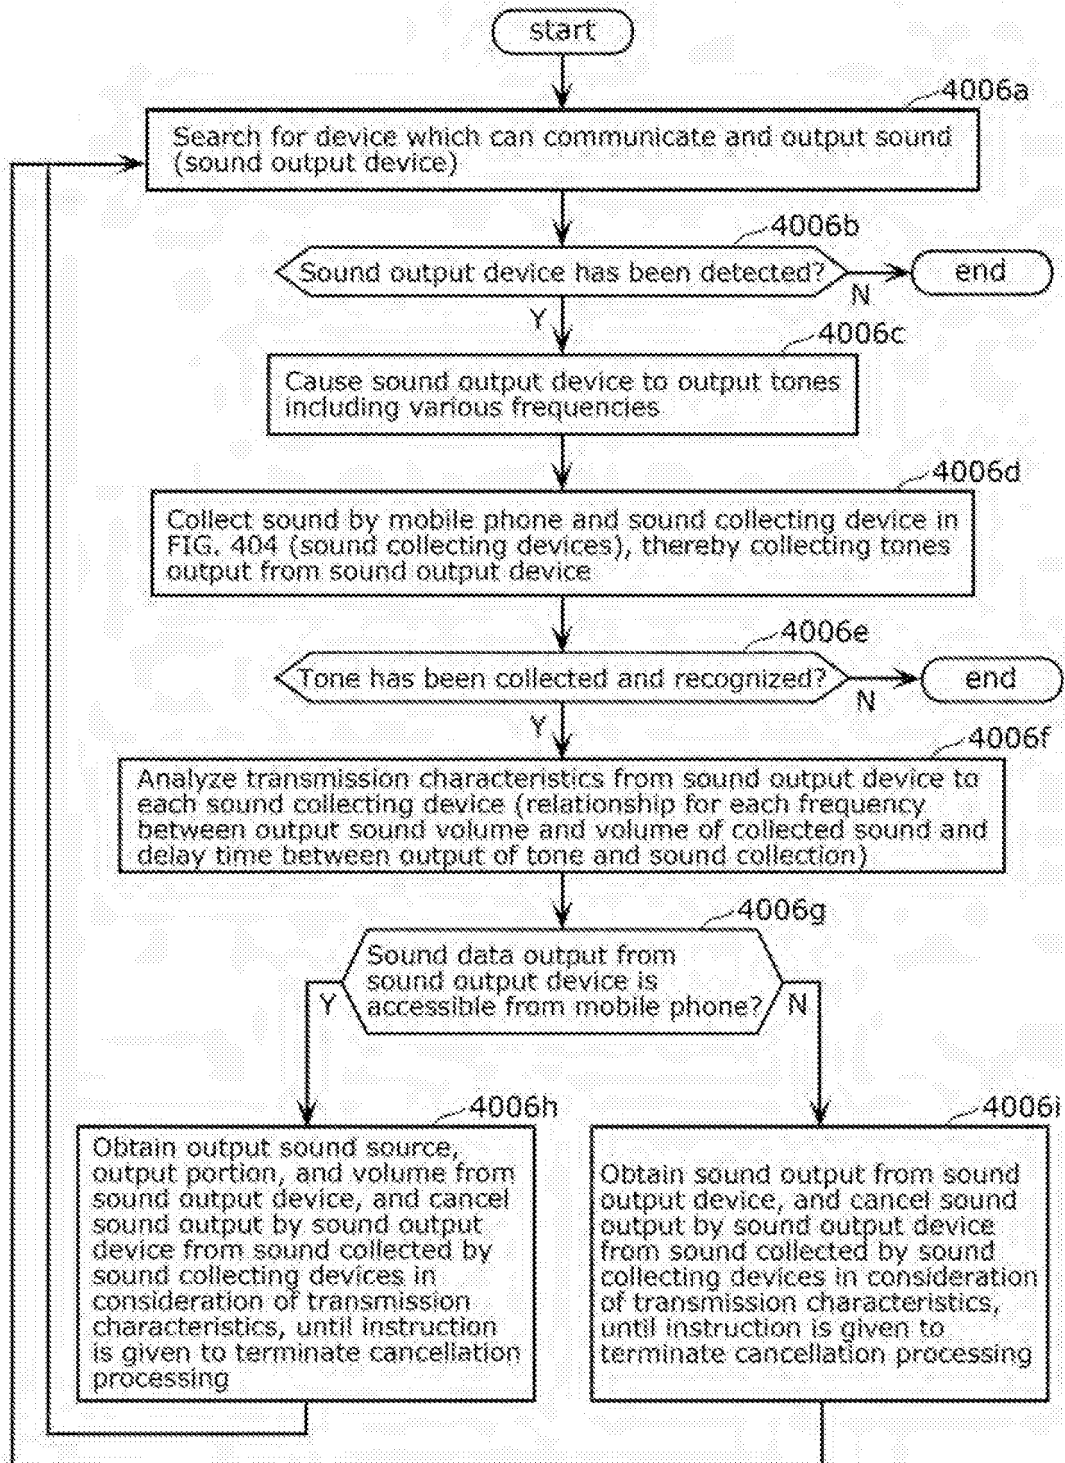 start
4006a
Search for device which can communicate and output sound
(sound output device)
4006b
Sound output device has been detected?
end
N
Y
4006c
Cause sound output device to output tones
including various frequencies
4006d
Collect sound by mobile phone and sound collecting device in
FIG. 404 (sound collecting devices), thereby collecting tones
output from sound output device
4006e
Tone has been collected and recognized?
end
N
Y
4006f
Analyze transmission characteristics from sound output device to
each sound collecting device (relationship for each frequency
between output sound volume and volume of collected sound and
delay time between output of tone and sound collection)
4006g
Sound data output from
sound output device is
accessible from mobile phone?
Y
N
4006h
Obtain output sound source,
output portion, and volume from
sound output device, and cancel
sound output by sound output
device from sound collected by
sound collecting devices in
consideration of transmission
characteristics, until instruction
is given to terminate cancellation
processing
4006i
Obtain sound output from sound
output device, and cancel sound
output by sound output device
from sound collected by sound
collecting devices in consideration
of transmission characteristics,
until instruction is given to
terminate cancellation processing